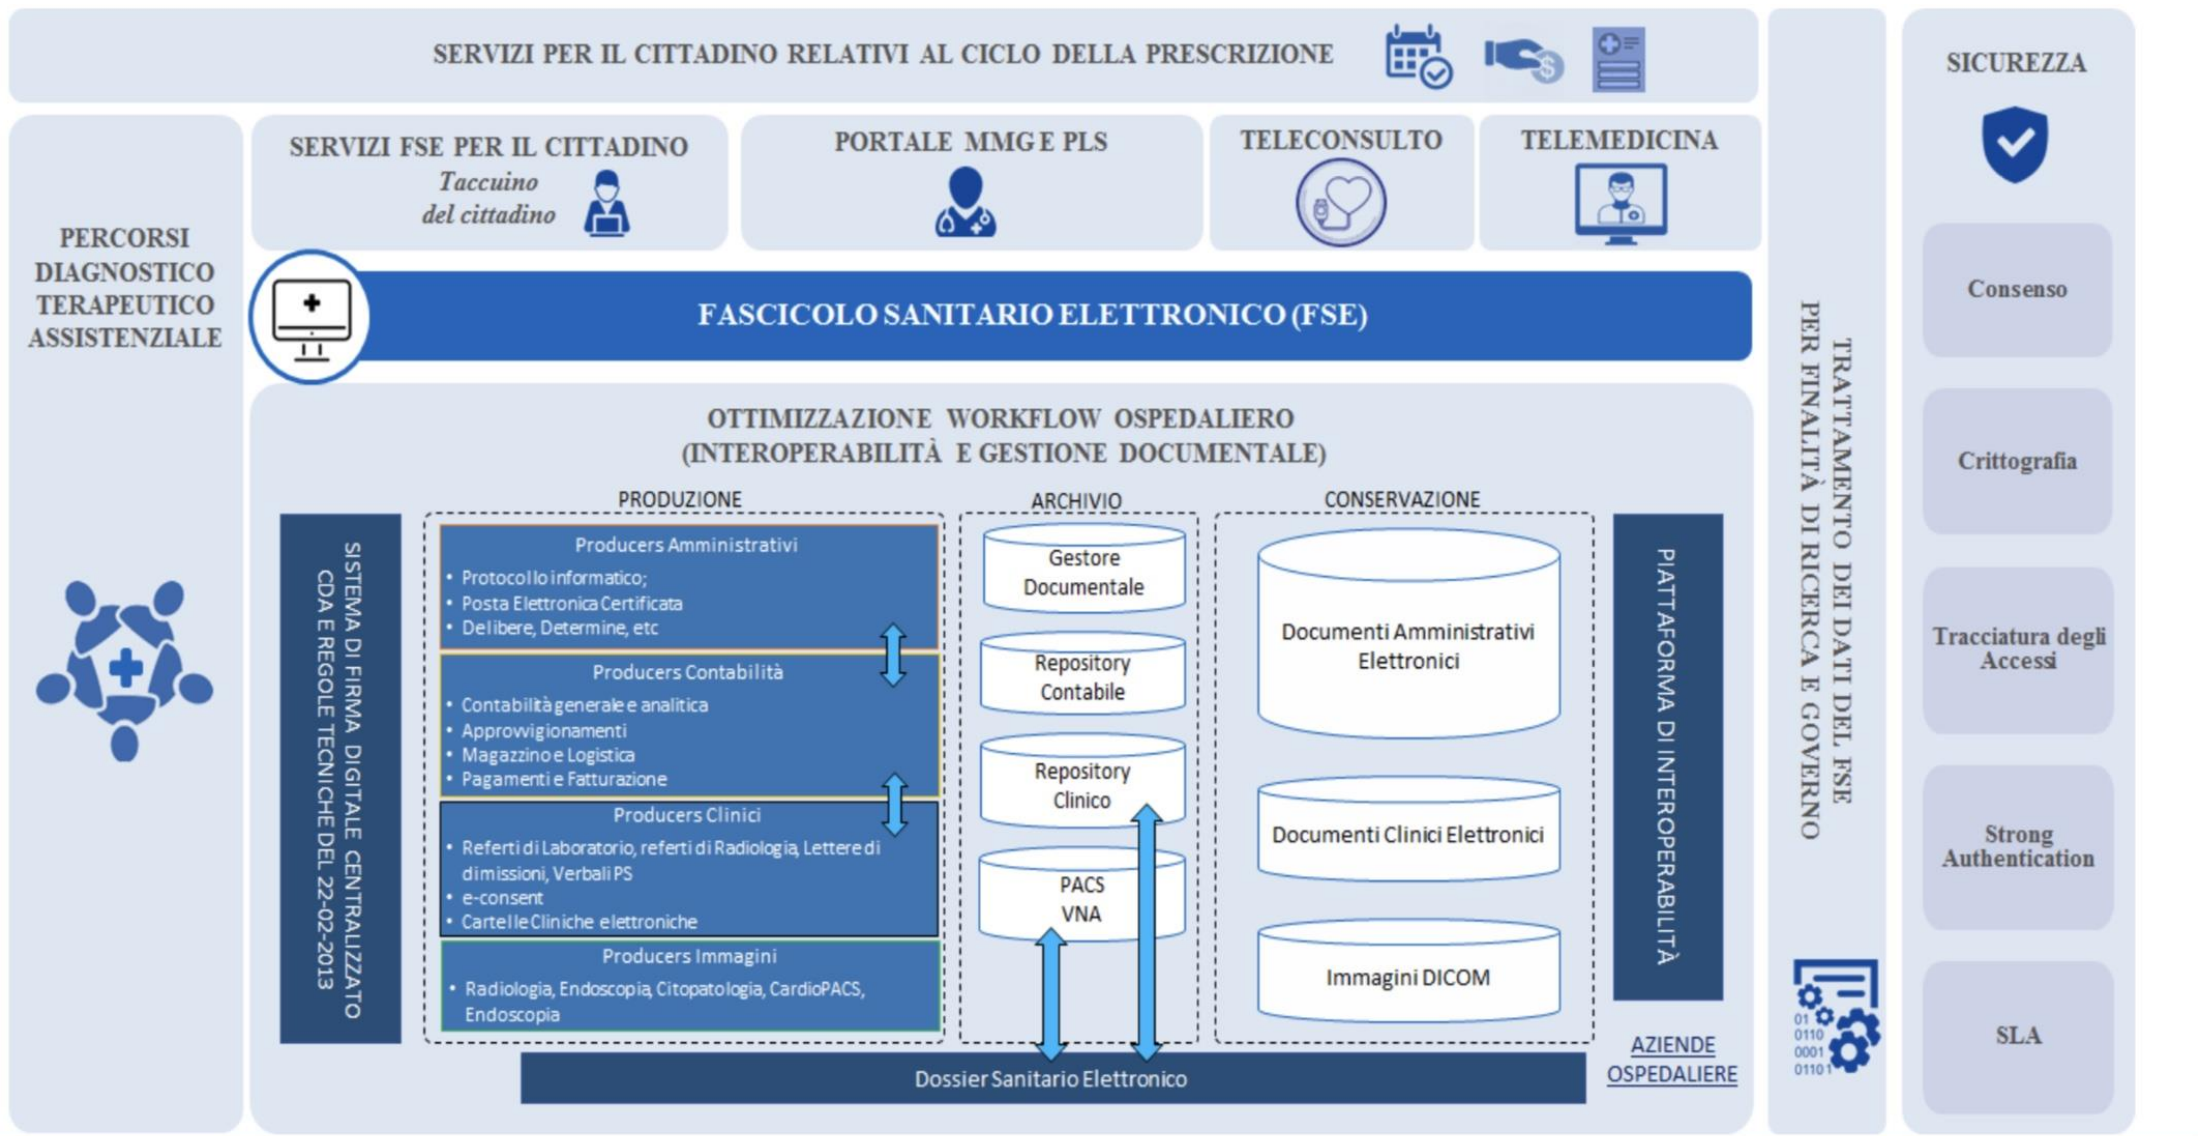 SERVIZI PER IL CITTADINO RELATIVI AL CICLO DELLA PRESCRIZIONE
PERCORSI
DIAGNOSTICO
TERAPEUTICO
ASSISTENZIALE
SERVIZI FSE PER IL CITTADINO
Taccuino
del cittadino
PORTALE MMG E PLS
TELECONSULTO
TELEMEDICINA
FASCICOLO SANITARIO ELETTRONICO (FSE)
OTTIMIZZAZIONE WORKFLOW OSPEDALIERO
(INTEROPERABILITÀ E GESTIONE DOCUMENTALE)
SISTEMA DI FIRMA DIGITALE CENTRALIZZATO
CDA E REGOLE TECNICHE DEL 22-02-2013
PRODUZIONE
Producers Amministrativi
• Protocollo informatico;
• Posta Elettronica Certificata
• Delibere, Determine, etc
Producers Contabilità
• Contabilità generale e analitica
• Approvvigionamenti
• Magazzino e Logistica
• Pagamenti e Fatturazione
Producers Clinici
• Referti di Laboratorio, referti di Radiologia, Lettere di
dimissioni, Verbali PS
• e-consent
• Cartelle Cliniche elettroniche
Producers Immagini
• Radiologia, Endoscopia, Citopatologia, CardioPACS,
Endoscopia
ARCHIVIO
Gestore
Documentale
Repository
Contabile
Repository
Clinico
PACS
VNA
CONSERVAZIONE
Documenti Amministrativi
Elettronici
Documenti Clinici Elettronici
Immagini DICOM
PIATTAFORMA DI INTEROPERABILITÀ
AZIENDE
OSPEDALIERE
Dossier Sanitario Elettronico
TRATTAMENTO DEI DATI DEL FSE
PER FINALITÀ DI RICERCA E GOVERNO
01
0110
0001
01101
SICUREZZA
Consenso
Crittografia
Tracciatura degli
Accessi
Strong
Authentication
SLA